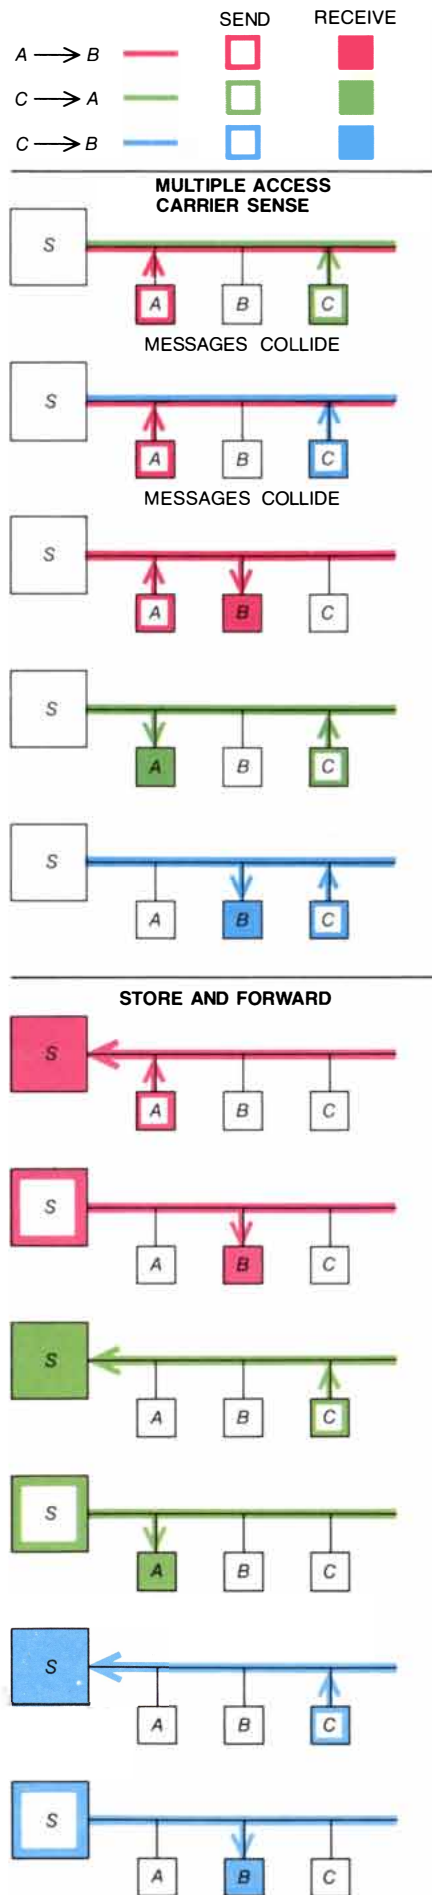 SEND RECEIVE
A → B
C → A
C → B
MULTIPLE ACCESS
CARRIER SENSE
S
A B C
MESSAGES COLLIDE
S
A B C
MESSAGES COLLIDE
S
A B C
S
A B C
S
A B C
STORE AND FORWARD
S
A B C
S
A B C
S
A B C
S
A B C
S
A B C
S
A B C